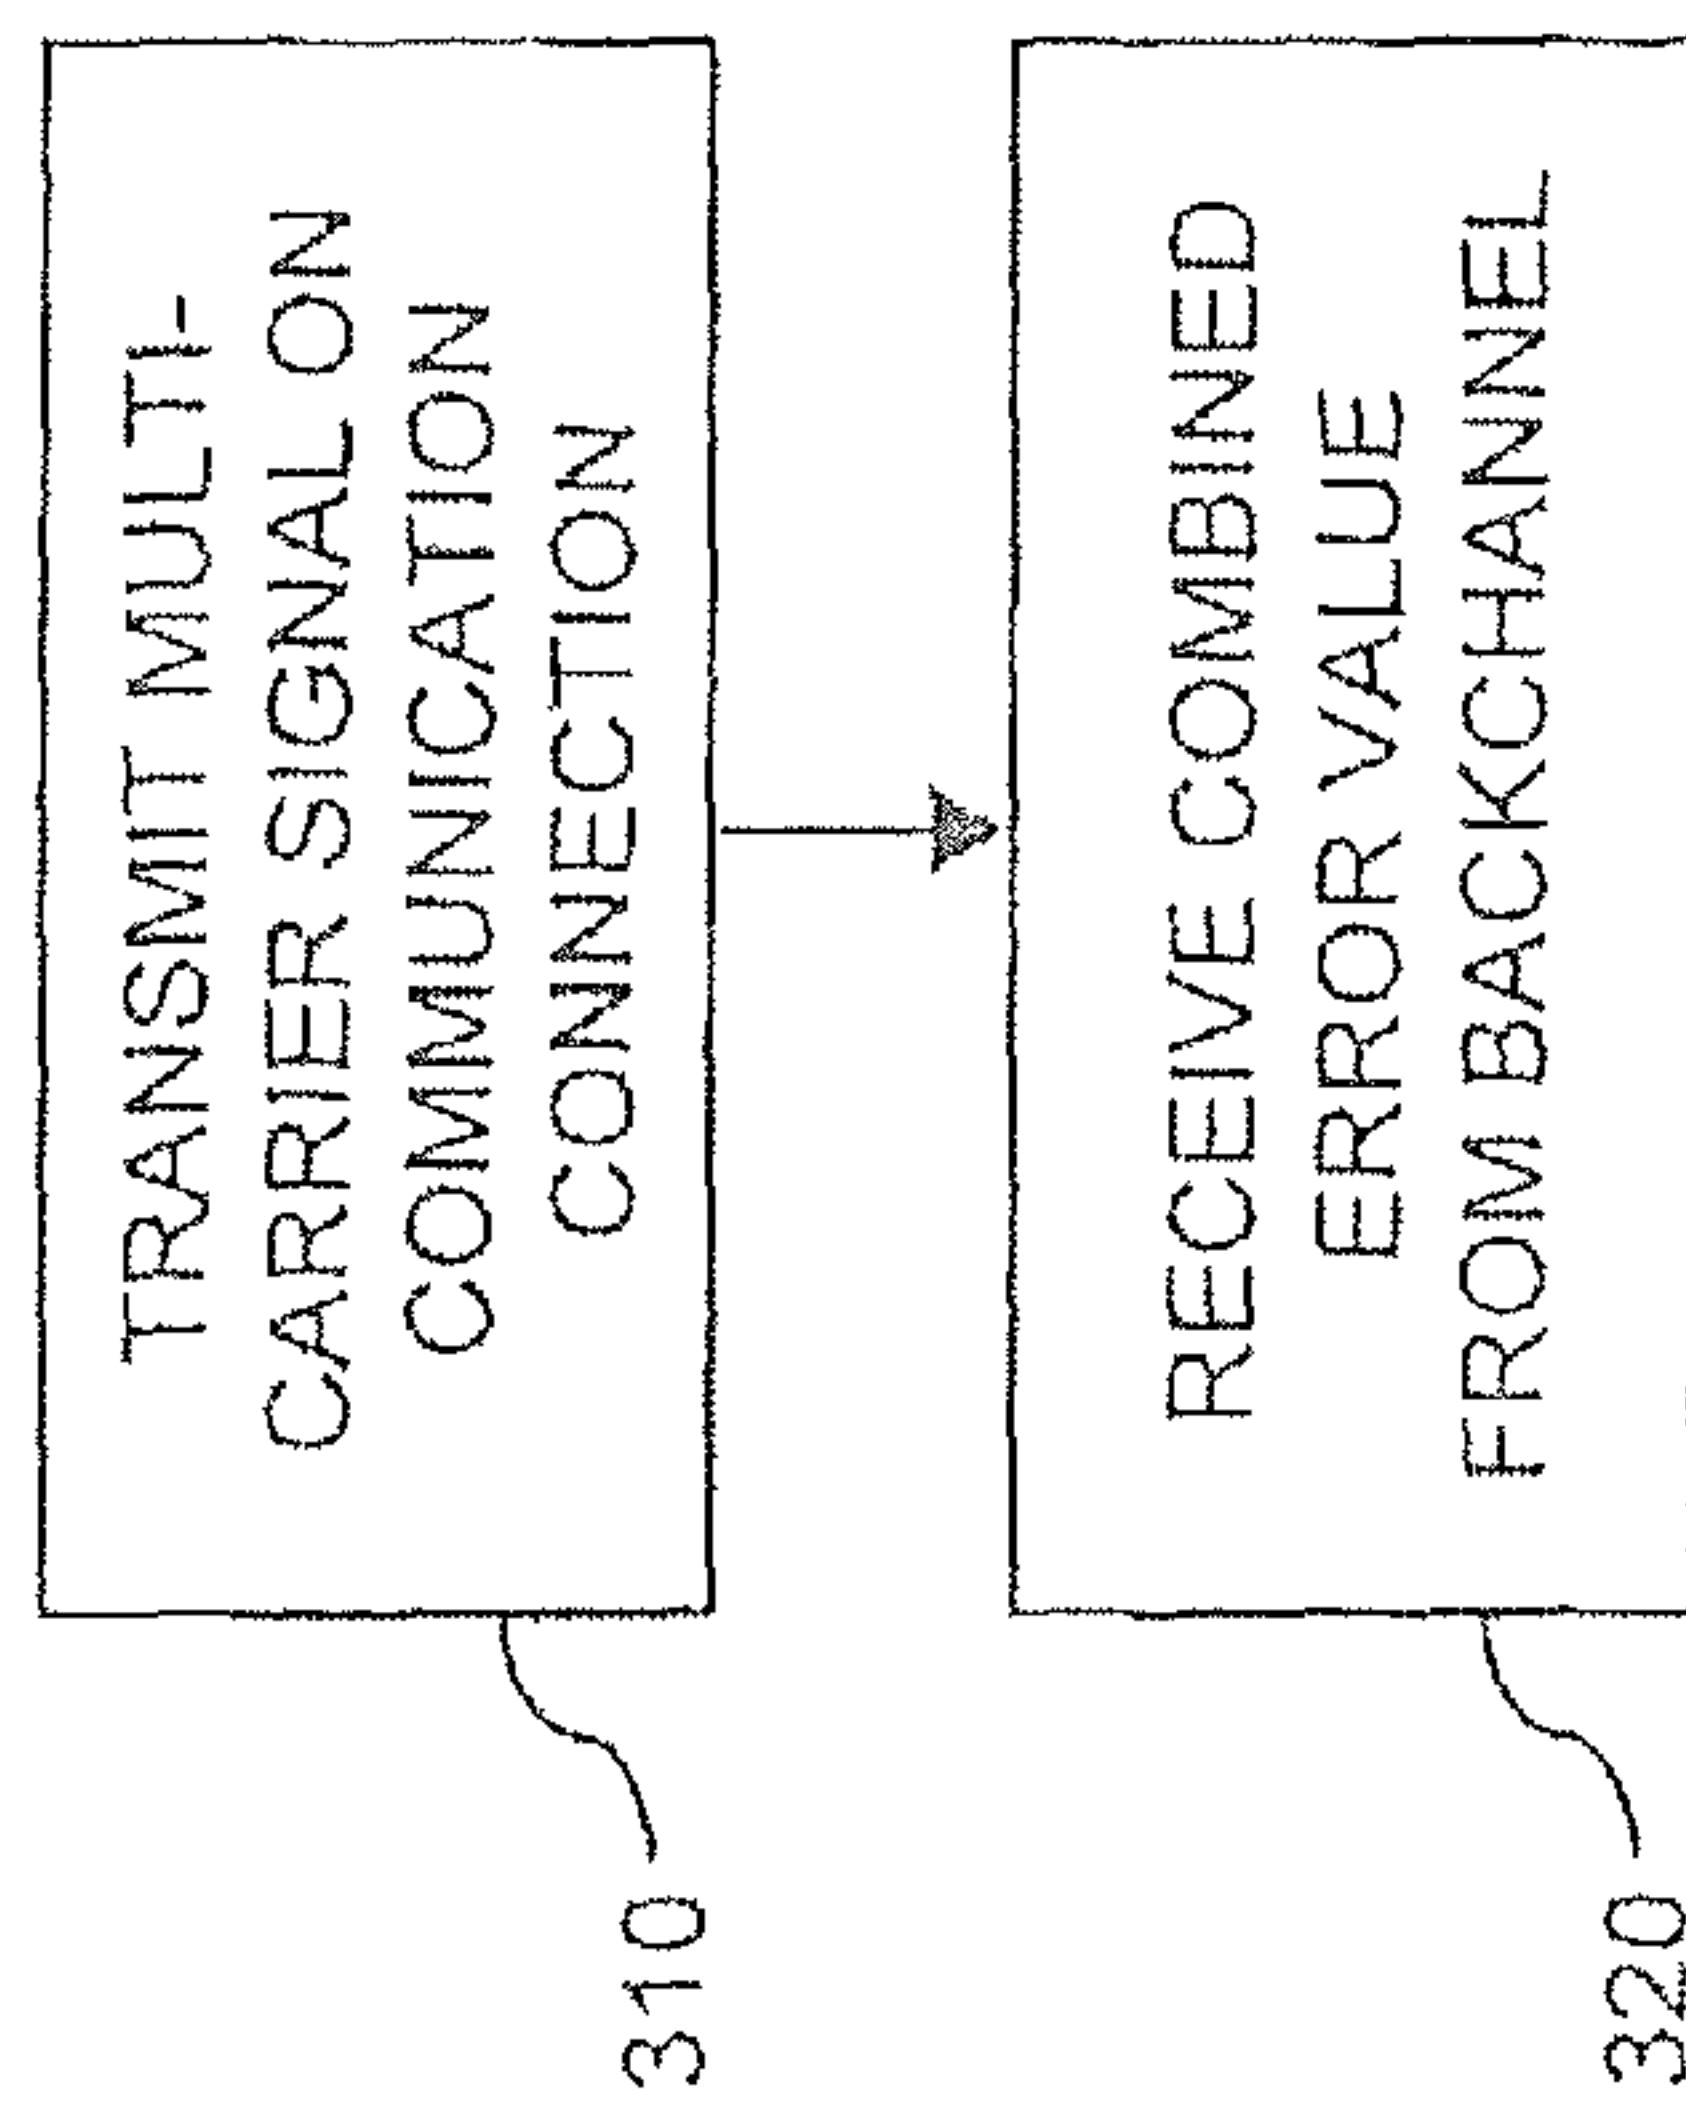 TRANSMIT MULTI-
CARRIER SIGNAL ON
COMMUNICATION
CONNECTION
310
RECEIVE COMBINED
ERROR VALUE
FROM BACKCHANNEL
320